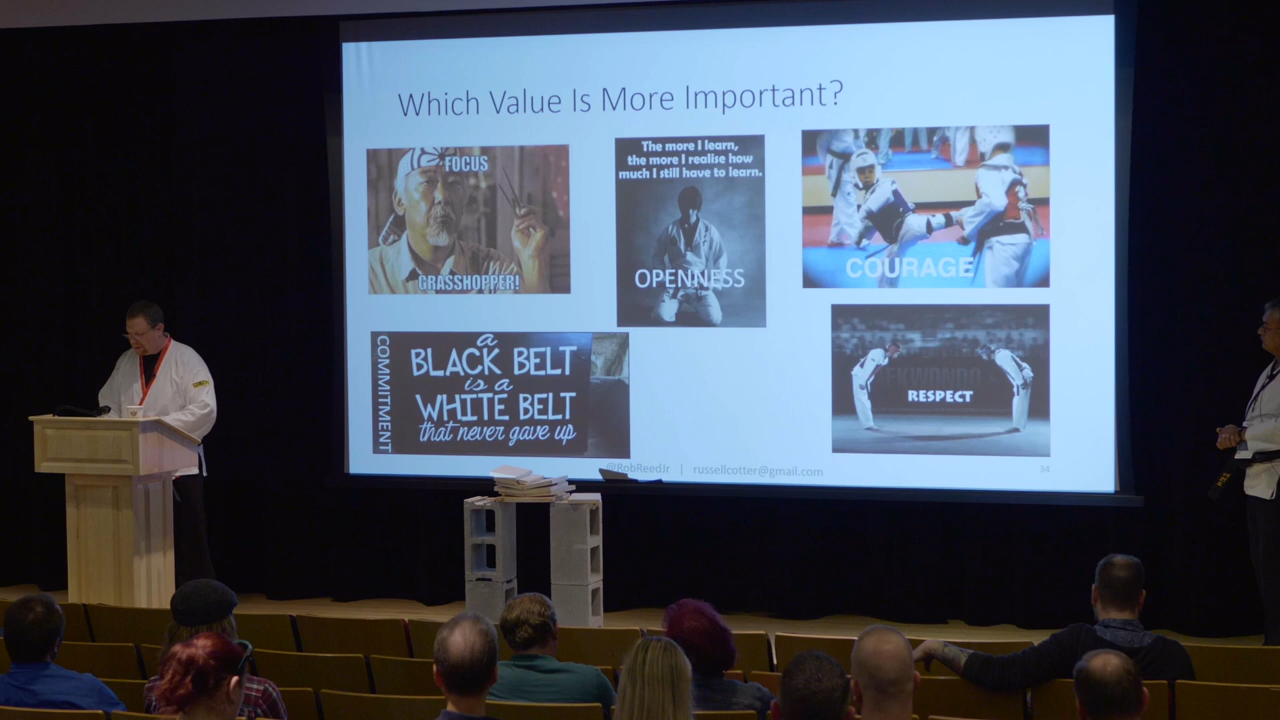 Which Value Is More Important?
FOCUS
GRASSHOPPER!
The more I learn,
the more I realise how
much I still have to learn.
OPENNESS
COURAGE
COMMITMENT
a
BLACK BELT
is a
WHITE BELT
that never gave up
RESPECT
@RobReedJr | russellcotter@gmail.com
34